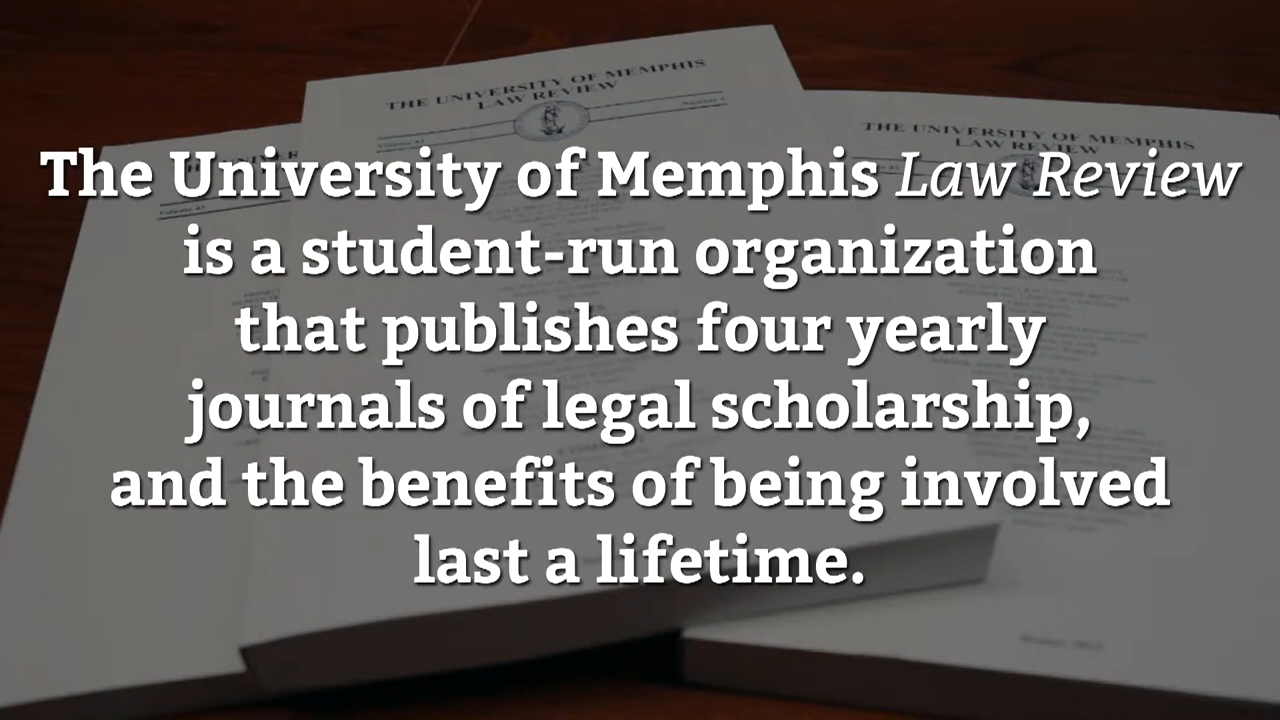 The University of Memphis Law Review
is a student-run organization
that publishes four yearly
journals of legal scholarship,
and the benefits of being involved
last a lifetime.
THE UNIVERSITY OF MEMPHIS
LAW REVIEW
THE UNIVERSITY OF MEMPHIS
LAW REVIEW